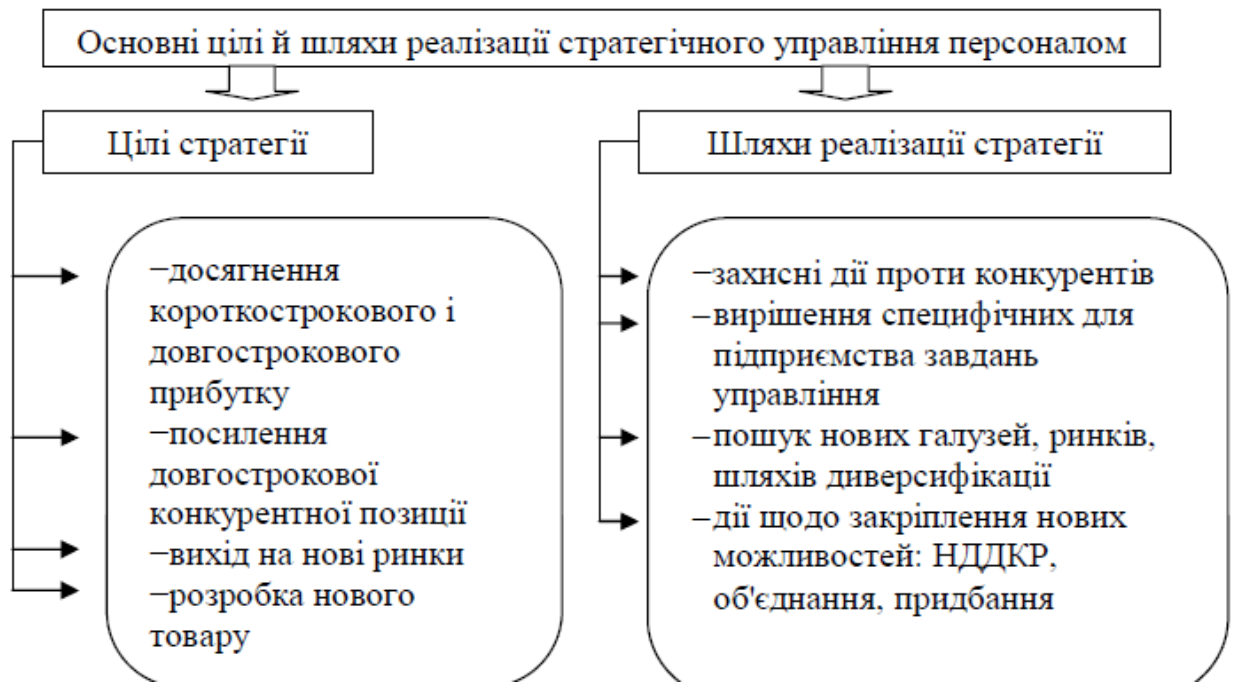 Основні цілі й шляхи реалізації стратегічного управління персоналом
Цілі стратегії
−досягнення
короткострокового і
довгострокового
прибутку
−посилення
довгострокової
конкурентної позиції
−вихід на нові ринки
−розробка нового
товару
Шляхи реалізації стратегії
−захисні дії проти конкурентів
−вирішення специфічних для
підприємства завдань
управління
−пошук нових галузей, ринків,
шляхів диверсифікації
−дії щодо закріплення нових
можливостей: НДДКР,
об'єднання, придбання